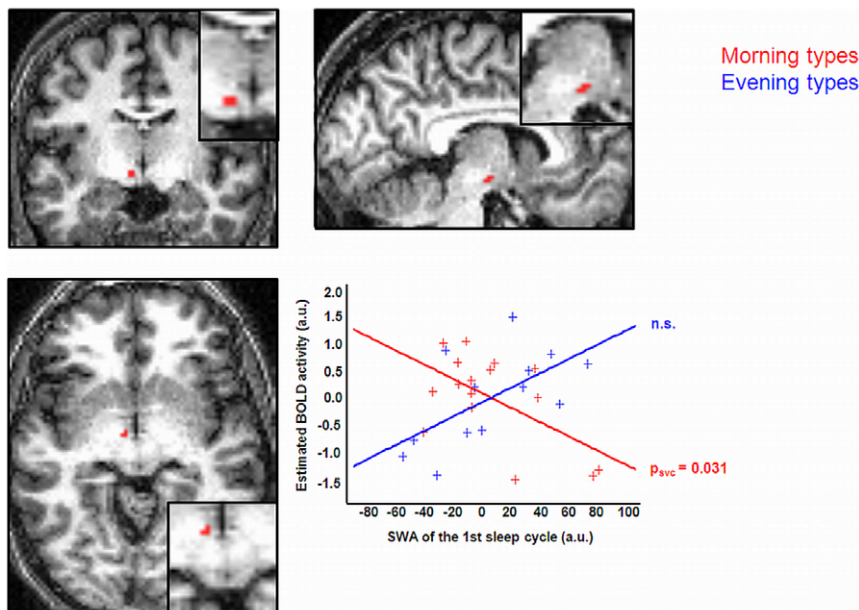 Morning types
Evening types
Estimated BOLD activity (a.u.)
2.0
1.5
1.0
0.5
0.0
-0.5
-1.0
-1.5
n.s.
psvc = 0.031
-80 -60 -40 -20 0 20 40 60 80 100
SWA of the 1st sleep cycle (a.u.)